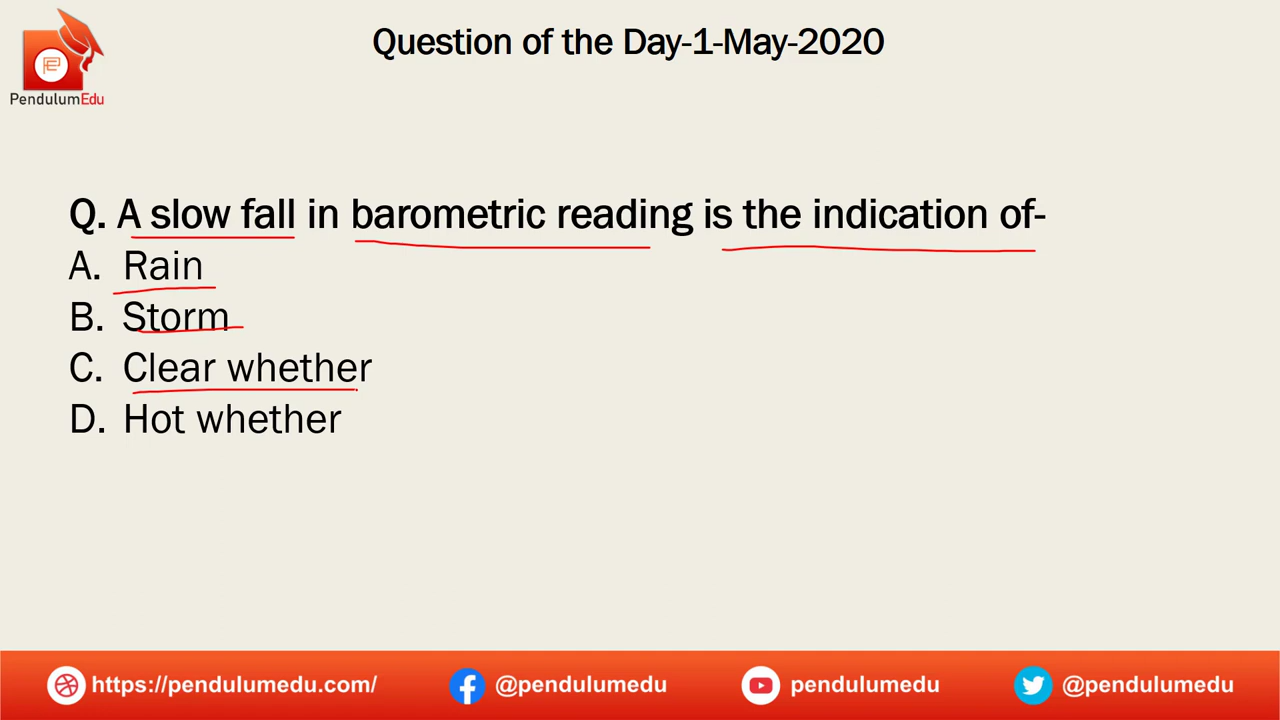 Question of the Day-1-May-2020
PendulumEdu
Q. A slow fall in barometric reading is the indication of-
A. Rain
B. Storm
C. Clear whether
D. Hot whether
https://pendulumedu.com/ @pendulumedu pendulumedu @pendulumedu